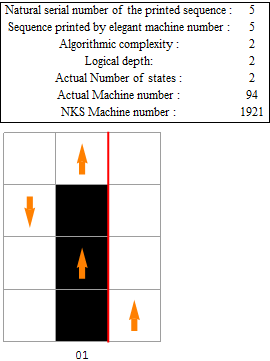 Natural serial number of the printed sequence : 5
Sequence printed by elegant machine number : 5
Algorithmic complexity : 2
Logical depth: 2
Actual Number of states : 2
Actual Machine number : 94
NKS Machine number : 1921
01